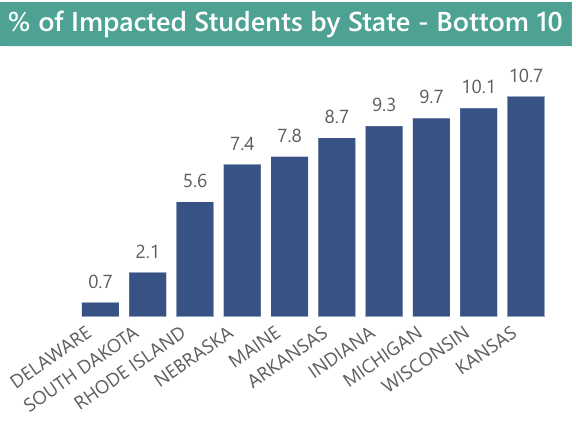 % of Impacted Students by State - Bottom 10
0.7
2.1
5.6
7.4
7.8
8.7
9.3
9.7
10.1
10.7
DELAWARE
SOUTH DAKOTA
RHODE ISLAND
NEBRASKA
MAINE
ARKANSAS
INDIANA
MICHIGAN
WISCONSIN
KANSAS